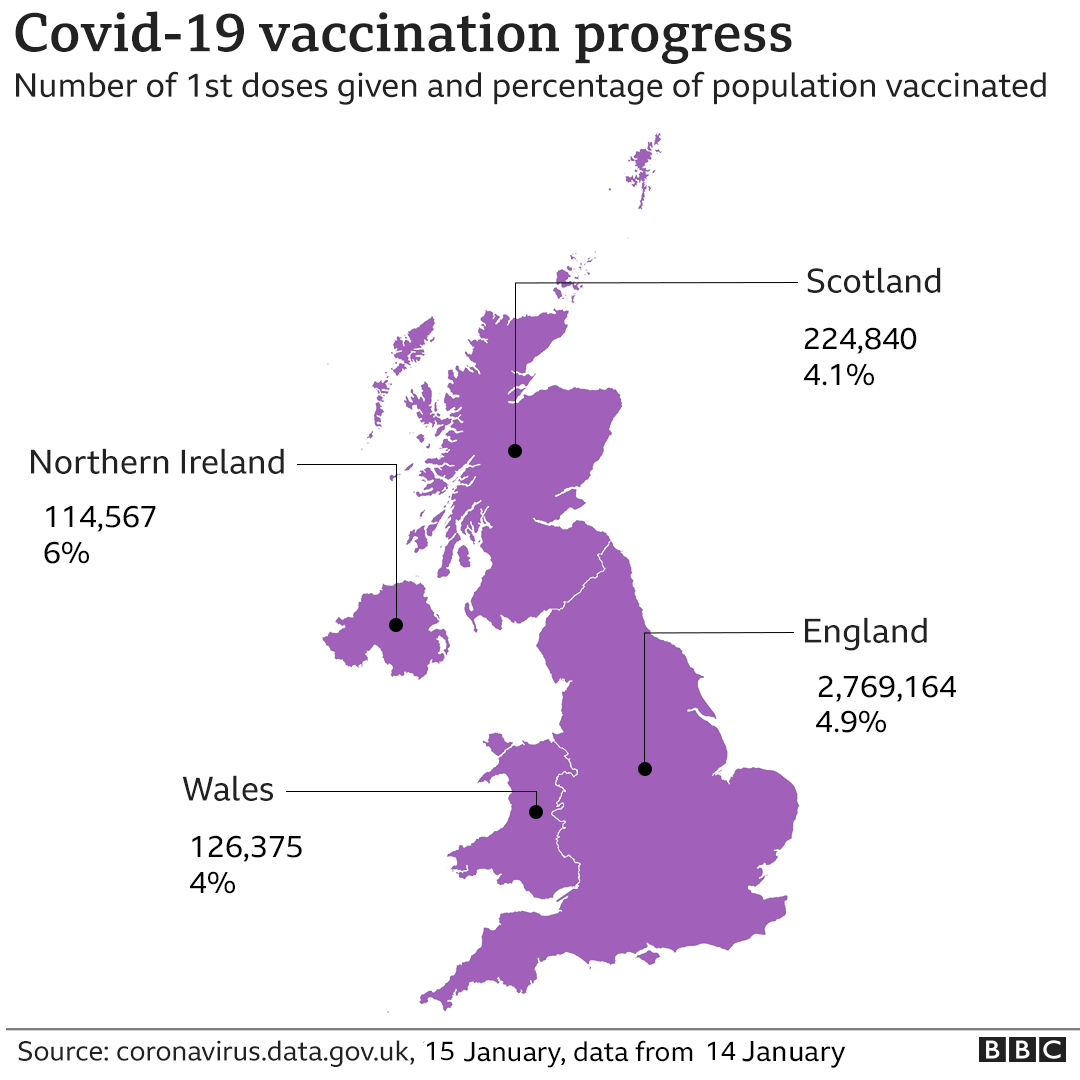 Covid-19 vaccination progress
Number of 1st doses given and percentage of population vaccinated
Scotland
224,840
4.1%
Northern Ireland
114,567
6%
England
2,769,164
4.9%
Wales
126,375
4%
Source: coronavirus.data.gov.uk, 15 January, data from 14 January
BBC